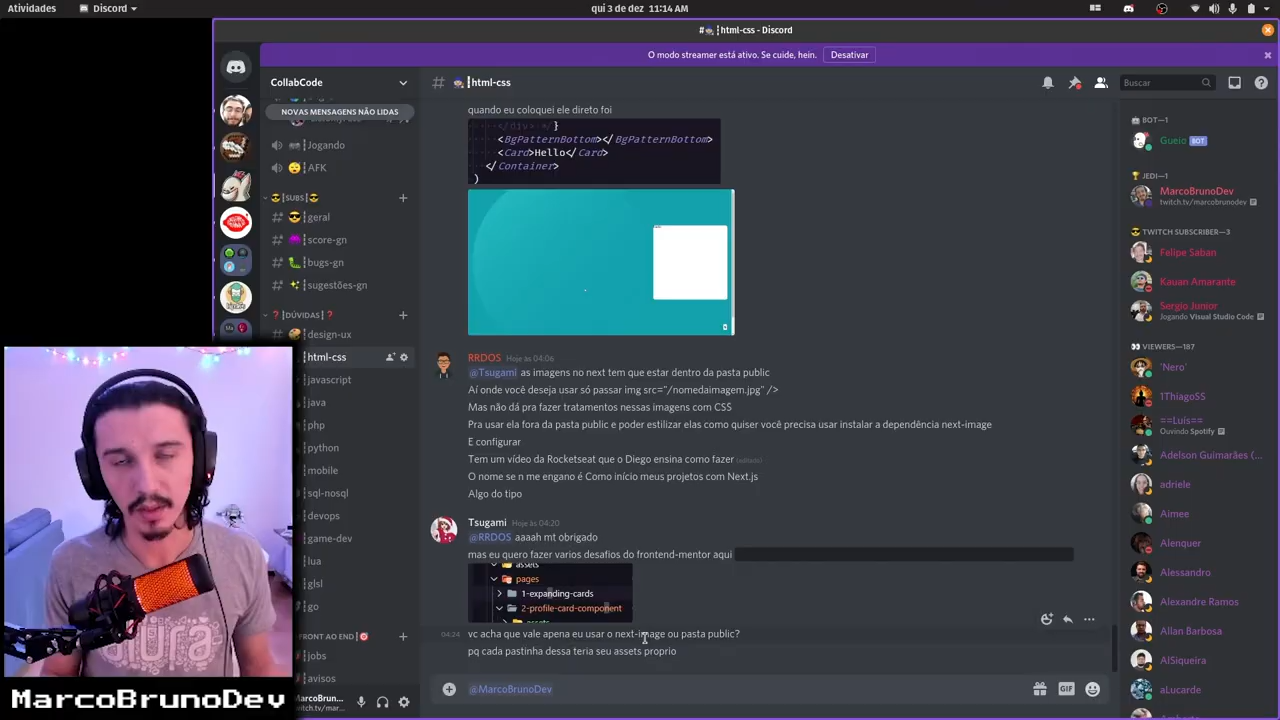 Atividades
Discord
qui 3 de dez 11:14 AM
#┆html-css - Discord
O modo streamer está ativo. Se cuide, hein.
Desativar
CollabCode
NOVAS MENSAGENS NÃO LIDAS
Jogando
AFK
┆SUBS┆
┆geral
┆score-gn
┆bugs-gn
┆sugestões-gn
┆DÚVIDAS┆
┆design-ux
html-css
javascript
java
php
python
mobile
sql-nosql
devops
game-dev
lua
glsl
go
-FRONT AO END┆
jobs
avisos
MarcoBrun...
twitch.tv/mar...
┆html-css
Buscar
quando eu coloquei ele direto foi
</div> */}
<BgPatternBottom></BgPatternBottom>
<Card>Hello</Card>
</Container>
)
RRDOS Hoje às 04:06
@Tsugami as imagens no next tem que estar dentro da pasta public
Aí onde você deseja usar só passar img src="/nomedaimagem.jpg" />
Mas não dá pra fazer tratamentos nessas imagens com CSS
Pra usar ela fora da pasta public e poder estilizar elas como quiser você precisa usar instalar a dependência next-image
E configurar
Tem um vídeo da Rocketseat que o Diego ensina como fazer (editado)
O nome se n me engano é Como início meus projetos com Next.js
Algo do tipo
Tsugami Hoje às 04:20
@RRDOS aaaah mt obrigado
mas eu quero fazer varios desafios do frontend-mentor aqui
assets
pages
1-expanding-cards
2-profile-card-component
assets
04:24 vc acha que vale apena eu usar o next-image ou pasta public?
pq cada pastinha dessa teria seu assets proprio
@MarcoBrunoDev
GIF
BOT—1
Gueio BOT
JEDI—1
MarcoBrunoDev
twitch.tv/marcobrunodev
TWITCH SUBSCRIBER—3
Felipe Saban
Kauan Amarante
Sergio Junior
Jogando Visual Studio Code
VIEWERS—187
'Nero'
1ThiagoSS
==Luís==
Ouvindo Spotify
Adelson Guimarães (...
adriele
Aimee
Alenquer
Alessandro
Alexandre Ramos
Allan Barbosa
AlSiqueira
aLucarde
MarcoBrunoDev